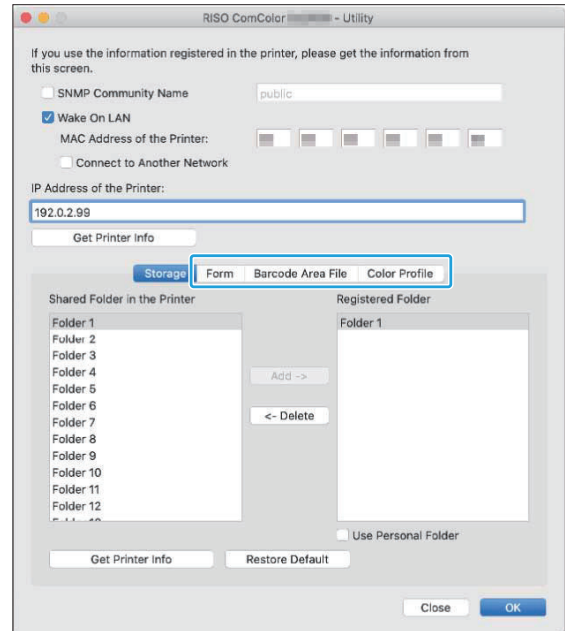 RISO ComColor - Utility
If you use the information registered in the printer, please get the information from
this screen.
SNMP Community Name public
Wake On LAN
MAC Address of the Printer:
Connect to Another Network
IP Address of the Printer:
192.0.2.99
Get Printer Info
Storage Form Barcode Area File Color Profile
Shared Folder in the Printer Registered Folder
Folder 1 Folder 1
Folder 2
Folder 3
Folder 4
Add ->
Folder 5
Folder 6
Folder 7
<- Delete
Folder 8
Folder 9
Folder 10
Folder 11
Folder 12
Use Personal Folder
Get Printer Info Restore Default
Close OK